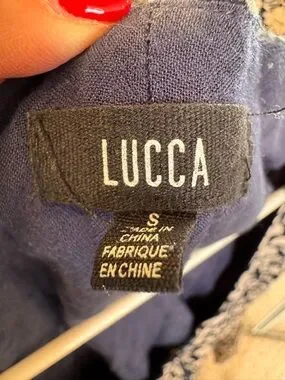 LUCCA
S
MADE IN
CHINA
FABRIQUE
EN CHINE